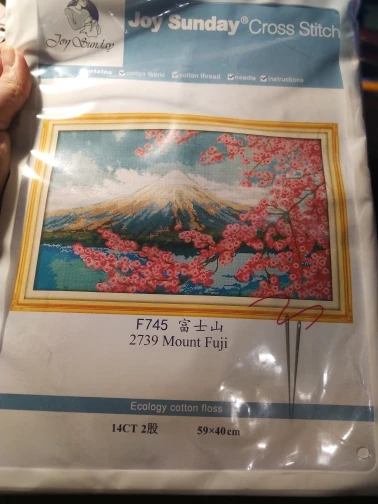 Joy Sunday
Joy Sunday® Cross Stitch
cotton fabric cotton thread needle instructions
F745 富士山
2739 Mount Fuji
Ecology cotton floss
14CT 2股 59×40cm